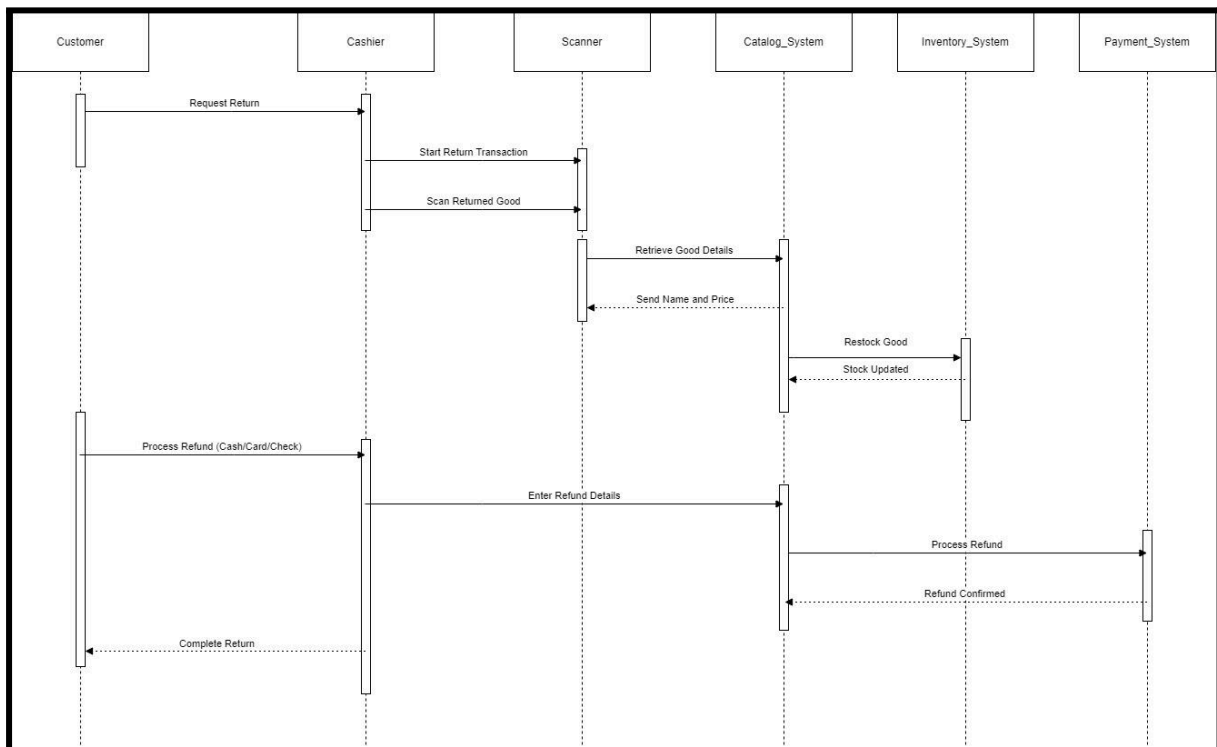 Customer
Cashier
Scanner
Catalog_System
Inventory_System
Payment_System
Request Return
Start Return Transaction
Scan Returned Good
Retrieve Good Details
Send Name and Price
Restock Good
Stock Updated
Process Refund (Cash/Card/Check)
Enter Refund Details
Process Refund
Refund Confirmed
Complete Return